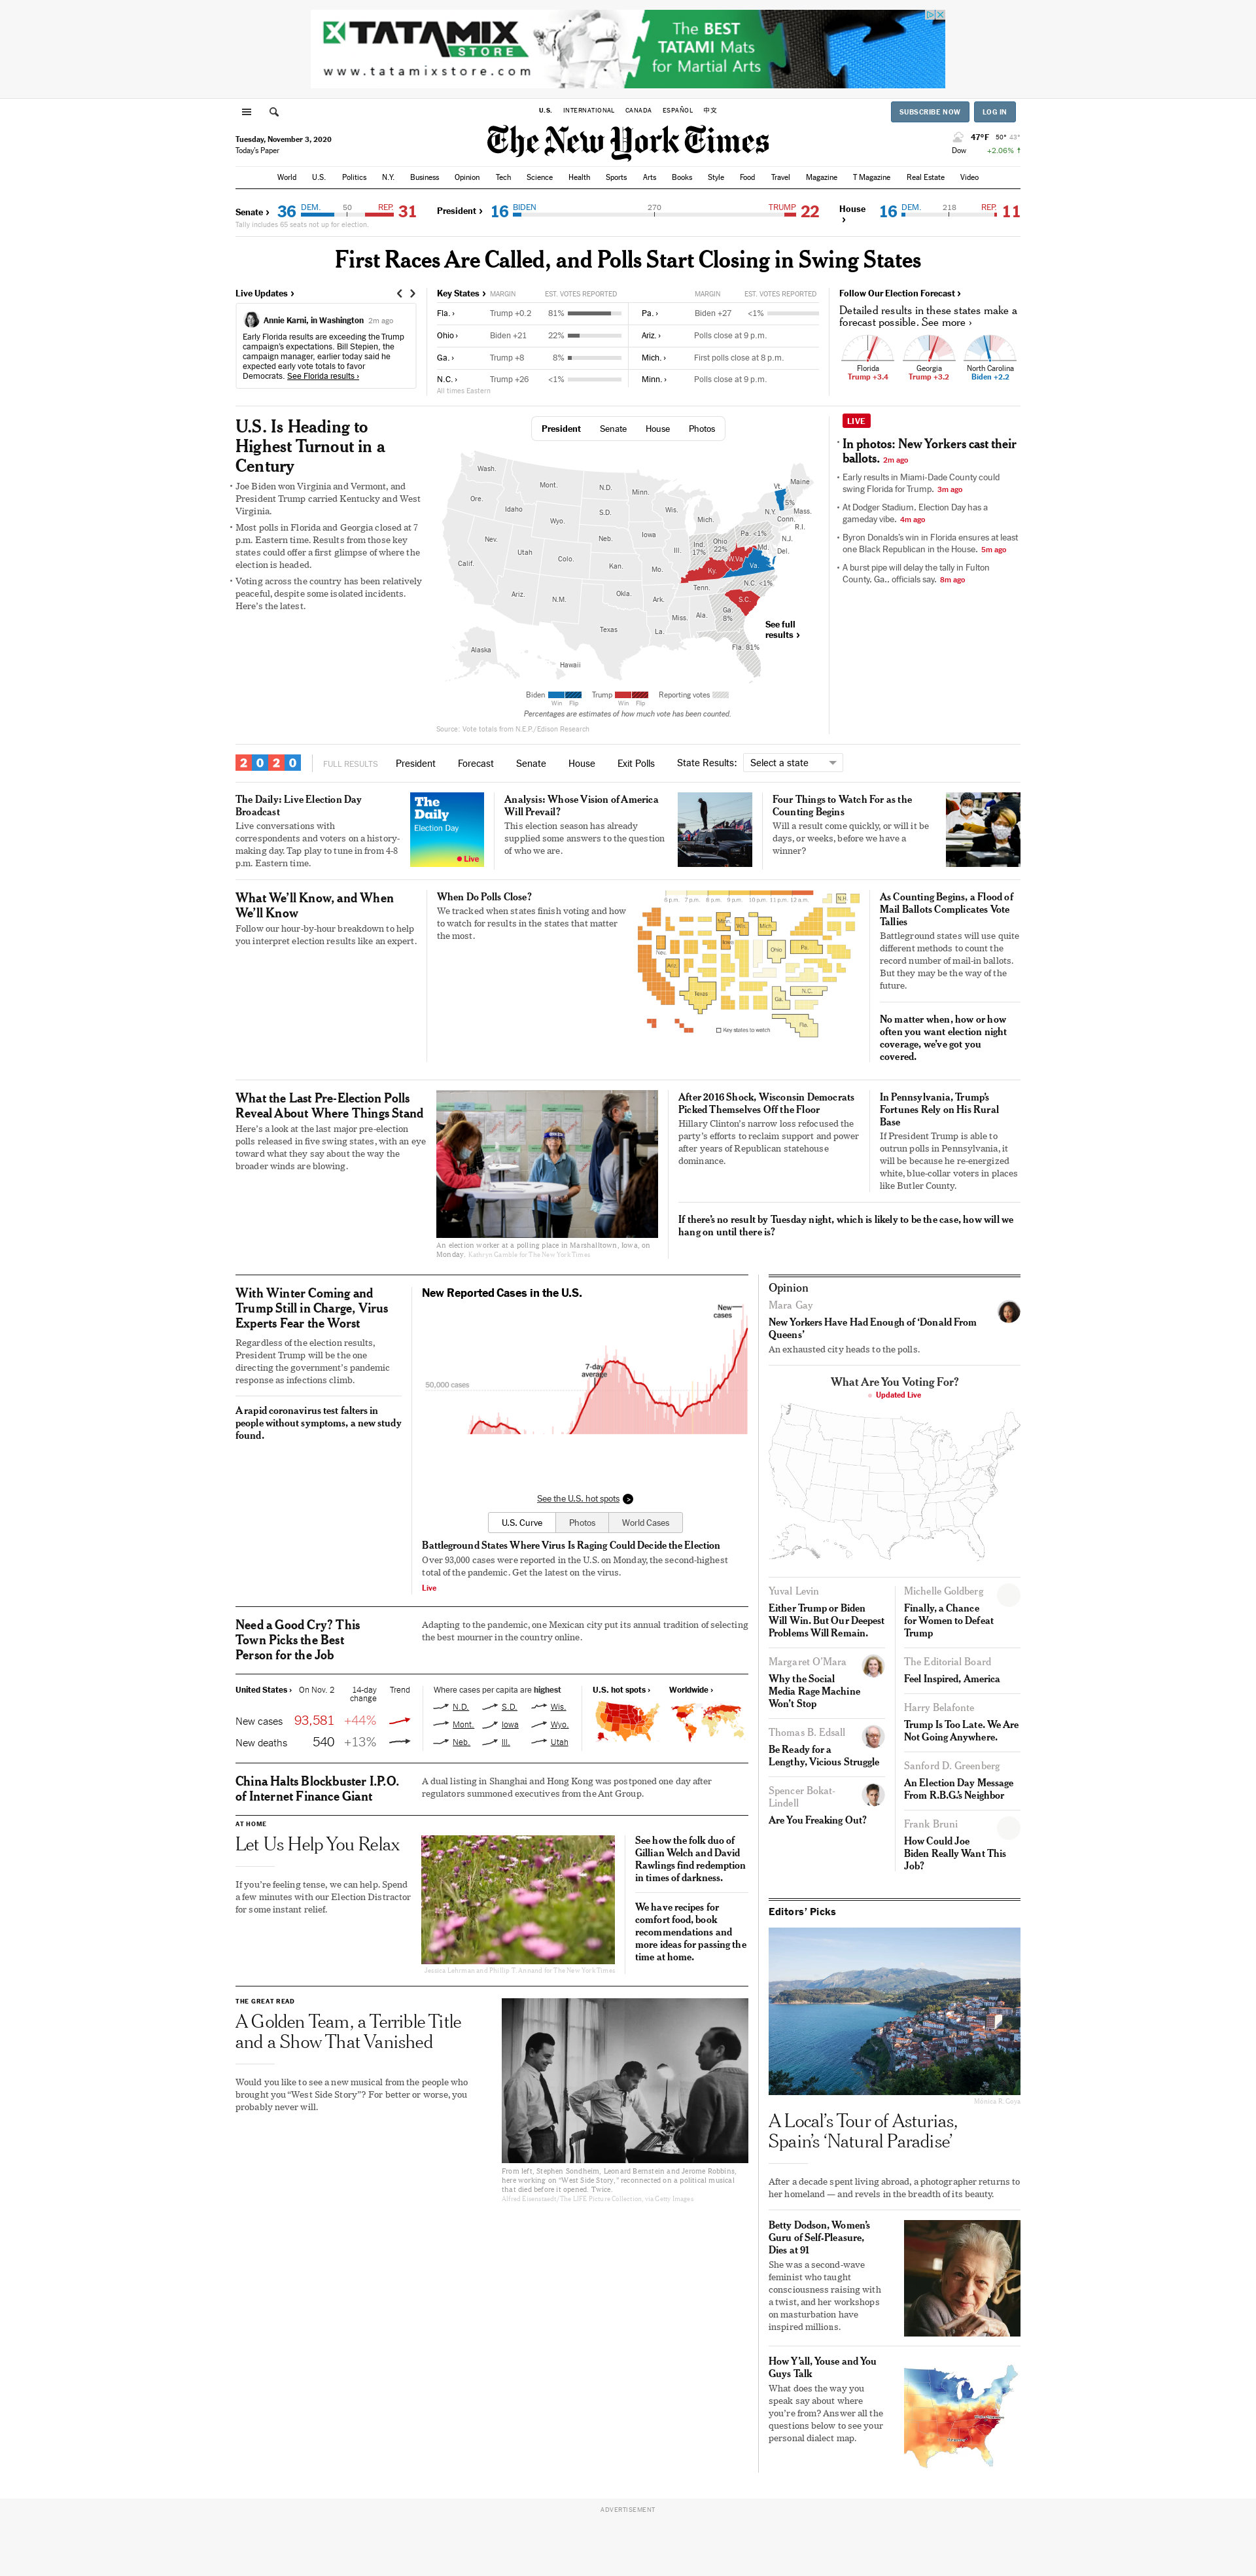 TATAMIX
STORE
www.tatamixstore.com
The BEST
TATAMI Mats
for Martial Arts
U.S. INTERNATIONAL CANADA ESPAÑOL 中文
SUBSCRIBE NOW
LOG IN
Tuesday, November 3, 2020
Today's Paper
The New York Times
47°F 50° 43°
Dow +2.06% ↑
World U.S. Politics N.Y. Business Opinion Tech Science Health Sports Arts Books Style Food Travel Magazine T Magazine Real Estate Video
Senate › 36 DEM. 50 REP. 31
Tally includes 65 seats not up for election.
President › 16 BIDEN 270 TRUMP 22
House › 16 DEM. 218 REP. 11
First Races Are Called, and Polls Start Closing in Swing States
Live Updates ›
Annie Karni, in Washington 2m ago
Early Florida results are exceeding the Trump
campaign's expectations. Bill Stepien, the
campaign manager, earlier today said he
expected early vote totals to favor
Democrats. See Florida results ›
Key States › MARGIN EST. VOTES REPORTED
Fla. › Trump +0.2 81%
Ohio › Biden +21 22%
Ga. › Trump +8 8%
N.C. › Trump +26 <1%
All times Eastern
MARGIN EST. VOTES REPORTED
Pa. › Biden +27 <1%
Ariz. › Polls close at 9 p.m.
Mich. › First polls close at 8 p.m.
Minn. › Polls close at 9 p.m.
Follow Our Election Forecast ›
Detailed results in these states make a
forecast possible. See more ›
Florida Georgia North Carolina
Trump +3.4 Trump +3.2 Biden +2.2
U.S. Is Heading to
Highest Turnout in a
Century
• Joe Biden won Virginia and Vermont, and
President Trump carried Kentucky and West
Virginia.
• Most polls in Florida and Georgia closed at 7
p.m. Eastern time. Results from those key
states could offer a first glimpse of where the
election is headed.
• Voting across the country has been relatively
peaceful, despite some isolated incidents.
Here's the latest.
President Senate House Photos
Wash.
Ore.
Calif.
Nev.
Idaho
Mont.
Wyo.
Utah
Ariz.
Colo.
N.M.
N.D.
S.D.
Neb.
Kan.
Okla.
Texas
Minn.
Iowa
Mo.
Ark.
La.
Wis.
Ill.
Mich.
Ind.
17%
Ohio
22%
Ky.
Tenn.
Miss.
Ala.
Ga.
8%
Fla. 81%
S.C.
N.C. <1%
Va.
W.Va.
Pa. <1%
N.Y.
Vt.
5%
Maine
Mass.
Conn.
R.I.
N.J.
Md.
Del.
Alaska
Hawaii
See full
results ›
Biden Win Flip Trump Win Flip Reporting votes
Percentages are estimates of how much vote has been counted.
Source: Vote totals from N.E.P./Edison Research
LIVE
• In photos: New Yorkers cast their
ballots. 2m ago
• Early results in Miami-Dade County could
swing Florida for Trump. 3m ago
• At Dodger Stadium, Election Day has a
gameday vibe. 4m ago
• Byron Donalds's win in Florida ensures at least
one Black Republican in the House. 5m ago
• A burst pipe will delay the tally in Fulton
County, Ga., officials say. 8m ago
2020 FULL RESULTS President Forecast Senate House Exit Polls State Results: Select a state
The Daily: Live Election Day
Broadcast
Live conversations with
correspondents and voters on a history-
making day. Tap play to tune in from 4-8
p.m. Eastern time.
The
Daily
Election Day
Live
Analysis: Whose Vision of America
Will Prevail?
This election season has already
supplied some answers to the question
of who we are.
Four Things to Watch For as the
Counting Begins
Will a result come quickly, or will it be
days, or weeks, before we have a
winner?
What We'll Know, and When
We'll Know
Follow our hour-by-hour breakdown to help
you interpret election results like an expert.
When Do Polls Close?
We tracked when states finish voting and how
to watch for results in the states that matter
the most.
6 p.m. 7 p.m. 8 p.m. 9 p.m. 10 p.m. 11 p.m. 12 a.m.
N.H.
Minn.
Wis.
Mich.
Iowa
Nev.
Ohio
Pa.
Ariz.
Texas
N.C.
Ga.
Fla.
Key states to watch
As Counting Begins, a Flood of
Mail Ballots Complicates Vote
Tallies
Battleground states will use quite
different methods to count the
record number of mail-in ballots.
But they may be the way of the
future.
No matter when, how or how
often you want election night
coverage, we've got you
covered.
What the Last Pre-Election Polls
Reveal About Where Things Stand
Here's a look at the last major pre-election
polls released in five swing states, with an eye
toward what they say about the way the
broader winds are blowing.
An election worker at a polling place in Marshalltown, Iowa, on
Monday. Kathryn Gamble for The New York Times
After 2016 Shock, Wisconsin Democrats
Picked Themselves Off the Floor
Hillary Clinton's narrow loss refocused the
party's efforts to reclaim support and power
after years of Republican statehouse
dominance.
In Pennsylvania, Trump's
Fortunes Rely on His Rural
Base
If President Trump is able to
outrun polls in Pennsylvania, it
will be because he re-energized
white, blue-collar voters in places
like Butler County.
If there's no result by Tuesday night, which is likely to be the case, how will we
hang on until there is?
With Winter Coming and
Trump Still in Charge, Virus
Experts Fear the Worst
Regardless of the election results,
President Trump will be the one
directing the government's pandemic
response as infections climb.
A rapid coronavirus test falters in
people without symptoms, a new study
found.
New Reported Cases in the U.S.
New
cases
7-day
average
50,000 cases
See the U.S. hot spots
U.S. Curve Photos World Cases
Battleground States Where Virus Is Raging Could Decide the Election
Over 93,000 cases were reported in the U.S. on Monday, the second-highest
total of the pandemic. Get the latest on the virus.
Live
Need a Good Cry? This
Town Picks the Best
Person for the Job
Adapting to the pandemic, one Mexican city put its annual tradition of selecting
the best mourner in the country online.
United States › On Nov. 2 14-day
change Trend
New cases 93,581 +44%
New deaths 540 +13%
Where cases per capita are highest
N.D. S.D. Wis.
Mont. Iowa Wyo.
Neb. Ill. Utah
U.S. hot spots › Worldwide ›
China Halts Blockbuster I.P.O.
of Internet Finance Giant
A dual listing in Shanghai and Hong Kong was postponed one day after
regulators summoned executives from the Ant Group.
AT HOME
Let Us Help You Relax
If you're feeling tense, we can help. Spend
a few minutes with our Election Distractor
for some instant relief.
Jessica Lehrman and Phillip T. Annand for The New York Times
See how the folk duo of
Gillian Welch and David
Rawlings find redemption
in times of darkness.
We have recipes for
comfort food, book
recommendations and
more ideas for passing the
time at home.
THE GREAT READ
A Golden Team, a Terrible Title
and a Show That Vanished
Would you like to see a new musical from the people who
brought you “West Side Story”? For better or worse, you
probably never will.
From left, Stephen Sondheim, Leonard Bernstein and Jerome Robbins,
here working on “West Side Story,” reconnected on a political musical
that died before it opened. Twice.
Alfred Eisenstaedt/The LIFE Picture Collection, via Getty Images
Opinion
Mara Gay
New Yorkers Have Had Enough of ‘Donald From
Queens’
An exhausted city heads to the polls.
What Are You Voting For?
Updated Live
Yuval Levin
Either Trump or Biden
Will Win. But Our Deepest
Problems Will Remain.
Margaret O'Mara
Why the Social
Media Rage Machine
Won't Stop
Thomas B. Edsall
Be Ready for a
Lengthy, Vicious Struggle
Spencer Bokat-
Lindell
Are You Freaking Out?
Michelle Goldberg
Finally, a Chance
for Women to Defeat
Trump
The Editorial Board
Feel Inspired, America
Harry Belafonte
Trump Is Too Late. We Are
Not Going Anywhere.
Sanford D. Greenberg
An Election Day Message
From R.B.G.'s Neighbor
Frank Bruni
How Could Joe
Biden Really Want This
Job?
Editors' Picks
Monica R. Goya
A Local's Tour of Asturias,
Spain's ‘Natural Paradise’
After a decade spent living abroad, a photographer returns to
her homeland — and revels in the breadth of its beauty.
Betty Dodson, Women's
Guru of Self-Pleasure,
Dies at 91
She was a second-wave
feminist who taught
consciousness raising with
a twist, and her workshops
on masturbation have
inspired millions.
How Y'all, Youse and You
Guys Talk
What does the way you
speak say about where
you're from? Answer all the
questions below to see your
personal dialect map.
ADVERTISEMENT